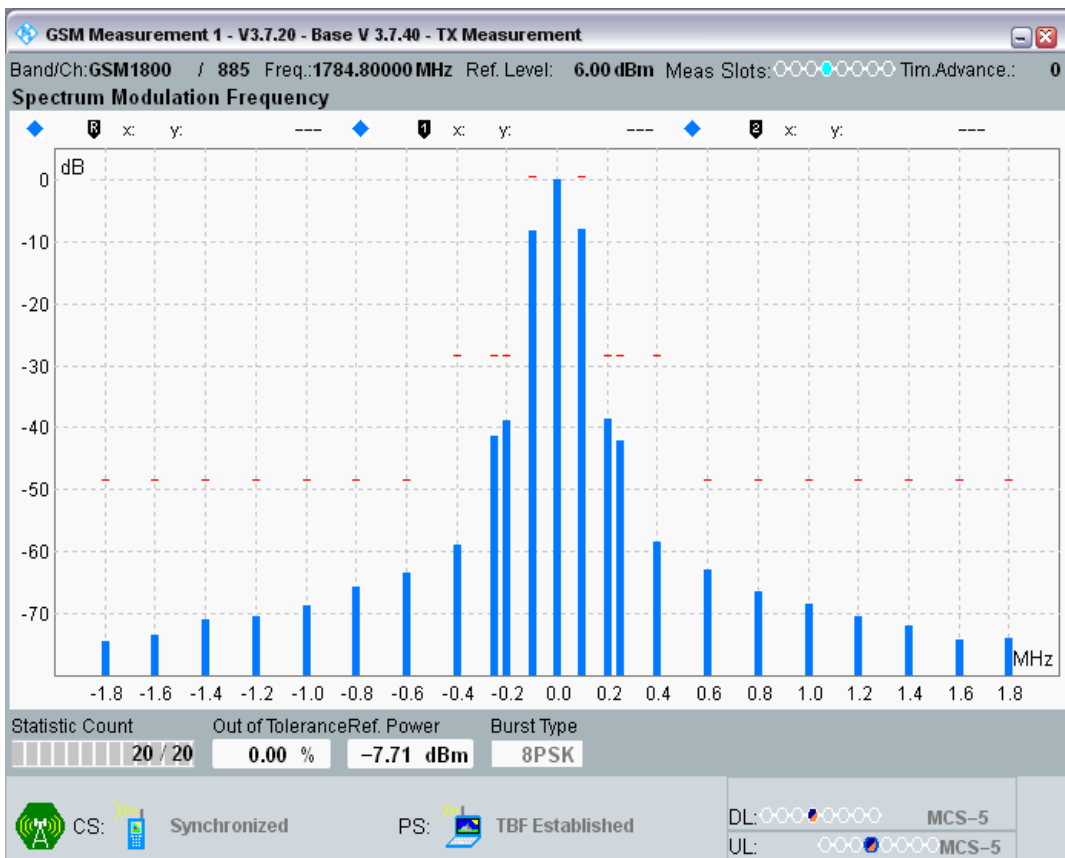 GSM Measurement 1 - V3.7.20 - Base V 3.7.40 - TX Measurement
Band/Ch:GSM1800 / 885 Freq.:1784.80000 MHz Ref. Level: 6.00 dBm Meas Slots: Tim.Advance.: 0
Spectrum Modulation Frequency
R x: y: --- 1 x: y: --- 2 x: y: ---
dB
0
-10
-20
-30
-40
-50
-60
-70
MHz
-1.8 -1.6 -1.4 -1.2 -1.0 -0.8 -0.6 -0.4 -0.2 0.0 0.2 0.4 0.6 0.8 1.0 1.2 1.4 1.6 1.8
Statistic Count Out of Tolerance Ref. Power Burst Type
20 / 20 0.00 % −7.71 dBm 8PSK
CS: Synchronized PS: TBF Established DL: MCS−5
UL: MCS−5